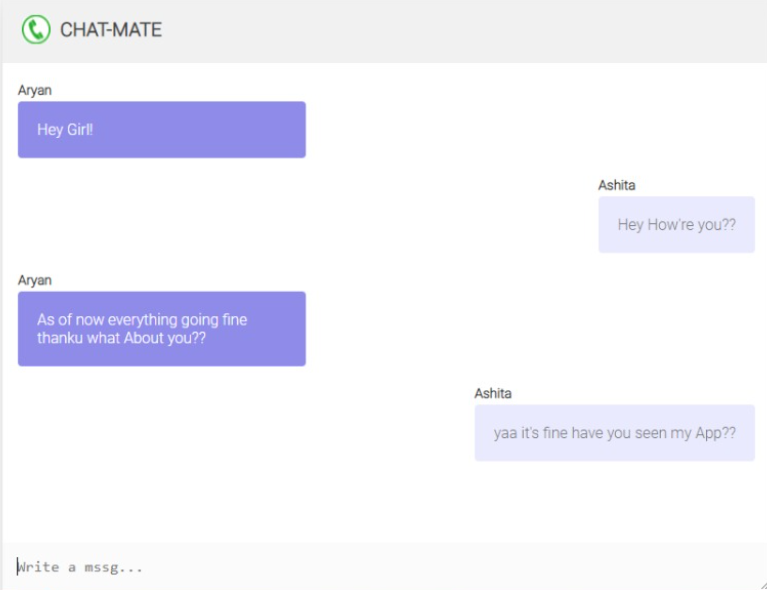 CHAT-MATE
Aryan
Hey Girl!
Ashita
Hey How're you??
Aryan
As of now everything going fine
thanku what About you??
Ashita
yaa it's fine have you seen my App??
Write a mssg...